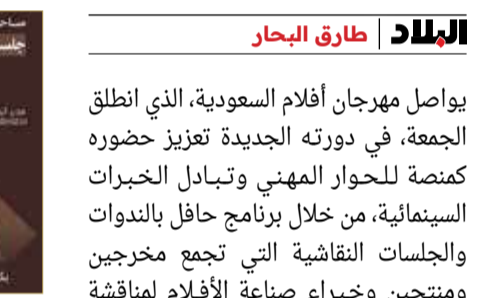 البلاد | طارق البحار
يواصل مهرجان أفلام السعودية، الذي انطلق
الجمعة، في دورته الجديدة تعزيز حضوره
كمنصة للحوار المهني وتبادل الخبرات
السينمائية، من خلال برنامج حافل بالندوات
والجلسات النقاشية التي تجمع مخرجين
ومنتجين وخبراء صناعة الأفلام لمناقشة